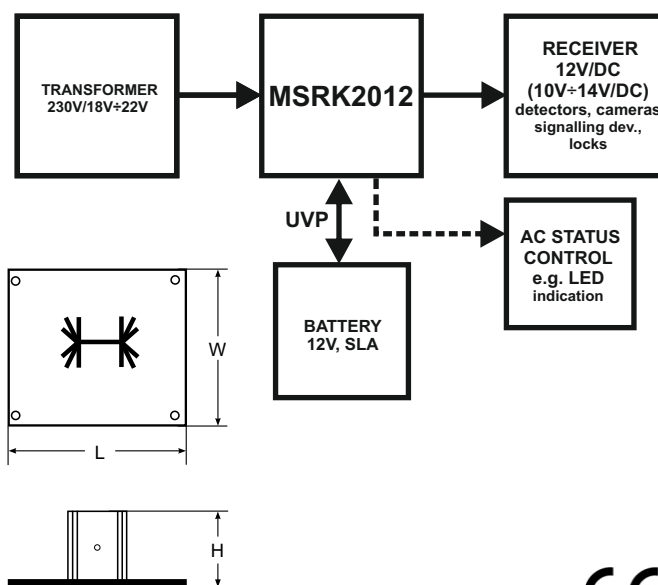 TRANSFORMER
230V/18V÷22V
MSRK2012
RECEIVER
12V/DC
(10V÷14V/DC)
detectors, cameras
signalling dev.,
locks
UVP
AC STATUS
CONTROL
e.g. LED
indication
BATTERY
12V, SLA
W
L
H
CE